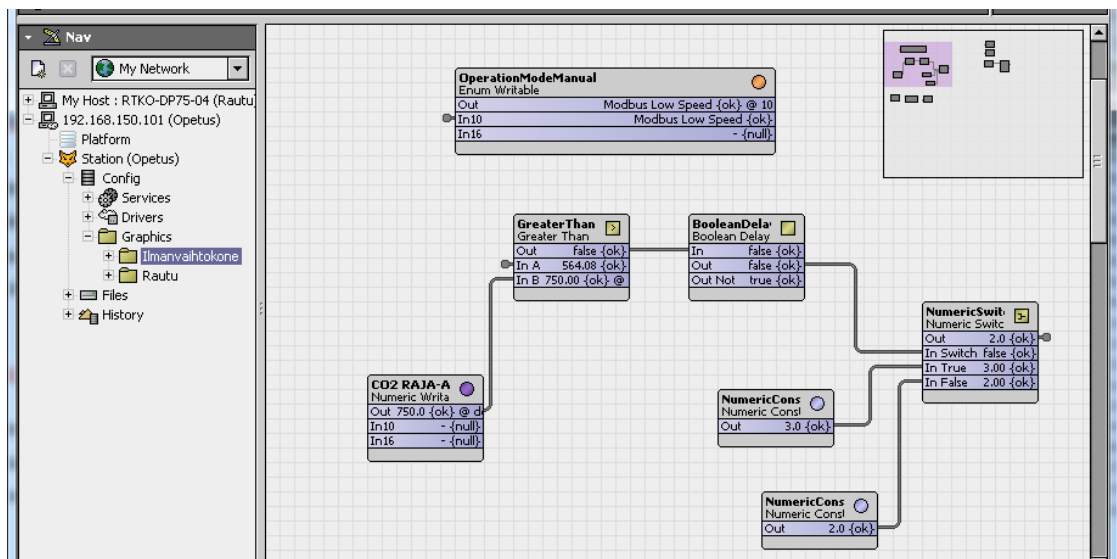 Nav
My Network
My Host : RTKO-DP75-04 (Rautu
192.168.150.101 (Opetus)
Platform
Station (Opetus)
Config
Services
Drivers
Graphics
Ilmanvaihtokone
Rautu
Files
History
OperationModeManual
Enum Writable
Out Modbus Low Speed {ok} @ 10
In10 Modbus Low Speed {ok}
In16 - {null}
GreaterThan
Greater Than
Out false {ok}
In A 564.08 {ok}
In B 750.00 {ok} @
BooleanDela
Boolean Delay
In false {ok}
Out false {ok}
Out Not true {ok}
NumericSwit
Numeric Switc
Out 2.0 {ok}
In Switch false {ok}
In True 3.00 {ok}
In False 2.00 {ok}
CO2 RAJA-A
Numeric Writa
Out 750.0 {ok} @ d
In10 - {null}
In16 - {null}
NumericCons
Numeric Const
Out 3.0 {ok}
NumericCons
Numeric Const
Out 2.0 {ok}